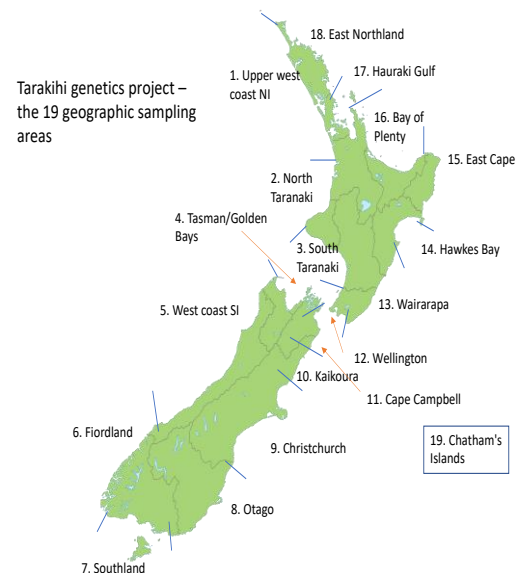 Tarakihi genetics project –
the 19 geographic sampling
areas
18. East Northland
1. Upper west
coast NI
17. Hauraki Gulf
16. Bay of
Plenty
15. East Cape
2. North
Taranaki
4. Tasman/Golden
Bays
3. South
Taranaki
14. Hawkes Bay
5. West coast SI
13. Wairarapa
12. Wellington
10. Kaikoura
11. Cape Campbell
6. Fiordland
9. Christchurch
19. Chatham's
Islands
8. Otago
7. Southland